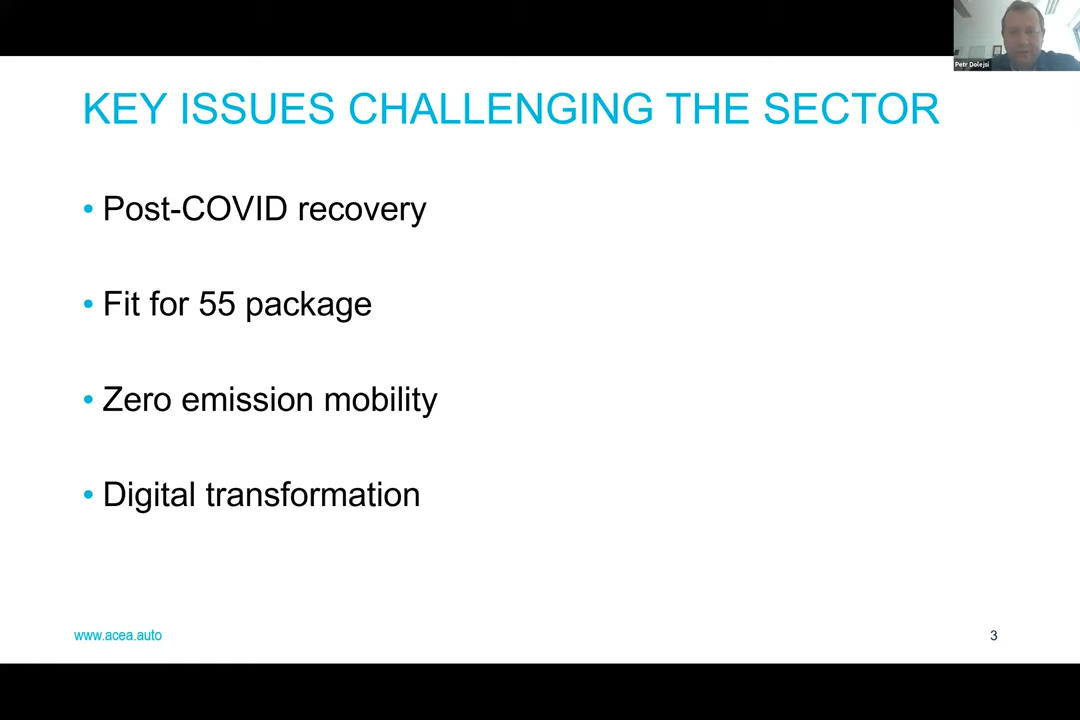 Petr Dolejsi
KEY ISSUES CHALLENGING THE SECTOR
• Post-COVID recovery
• Fit for 55 package
• Zero emission mobility
• Digital transformation
www.acea.auto
3